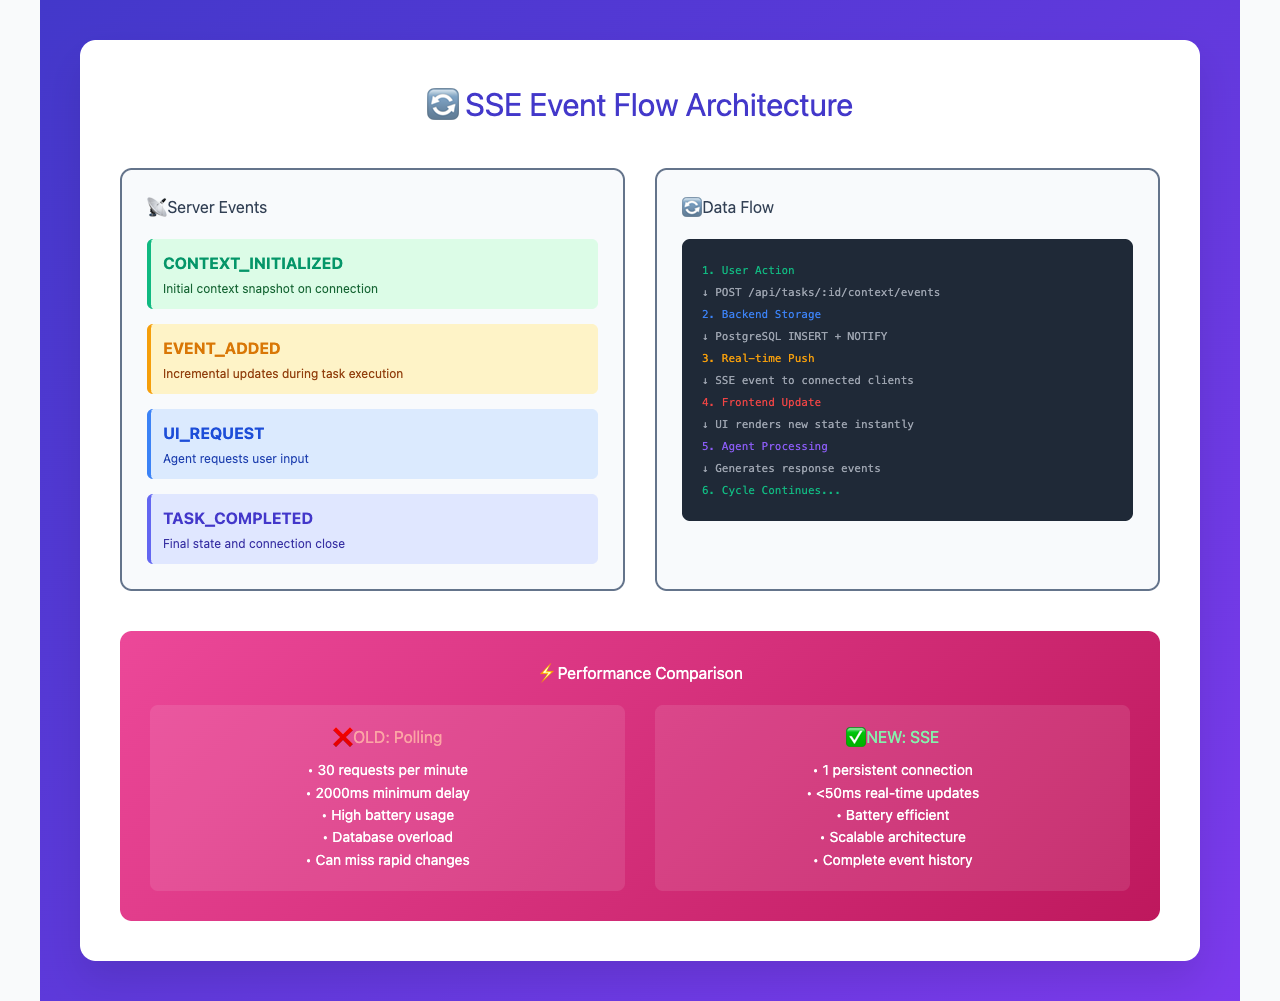 🔄 SSE Event Flow Architecture
📡Server Events
CONTEXT_INITIALIZED
Initial context snapshot on connection
EVENT_ADDED
Incremental updates during task execution
UI_REQUEST
Agent requests user input
TASK_COMPLETED
Final state and connection close
🔄Data Flow
1. User Action
↓ POST /api/tasks/:id/context/events
2. Backend Storage
↓ PostgreSQL INSERT + NOTIFY
3. Real-time Push
↓ SSE event to connected clients
4. Frontend Update
↓ UI renders new state instantly
5. Agent Processing
↓ Generates response events
6. Cycle Continues...
⚡Performance Comparison
❌OLD: Polling
• 30 requests per minute
• 2000ms minimum delay
• High battery usage
• Database overload
• Can miss rapid changes
✅NEW: SSE
• 1 persistent connection
• <50ms real-time updates
• Battery efficient
• Scalable architecture
• Complete event history